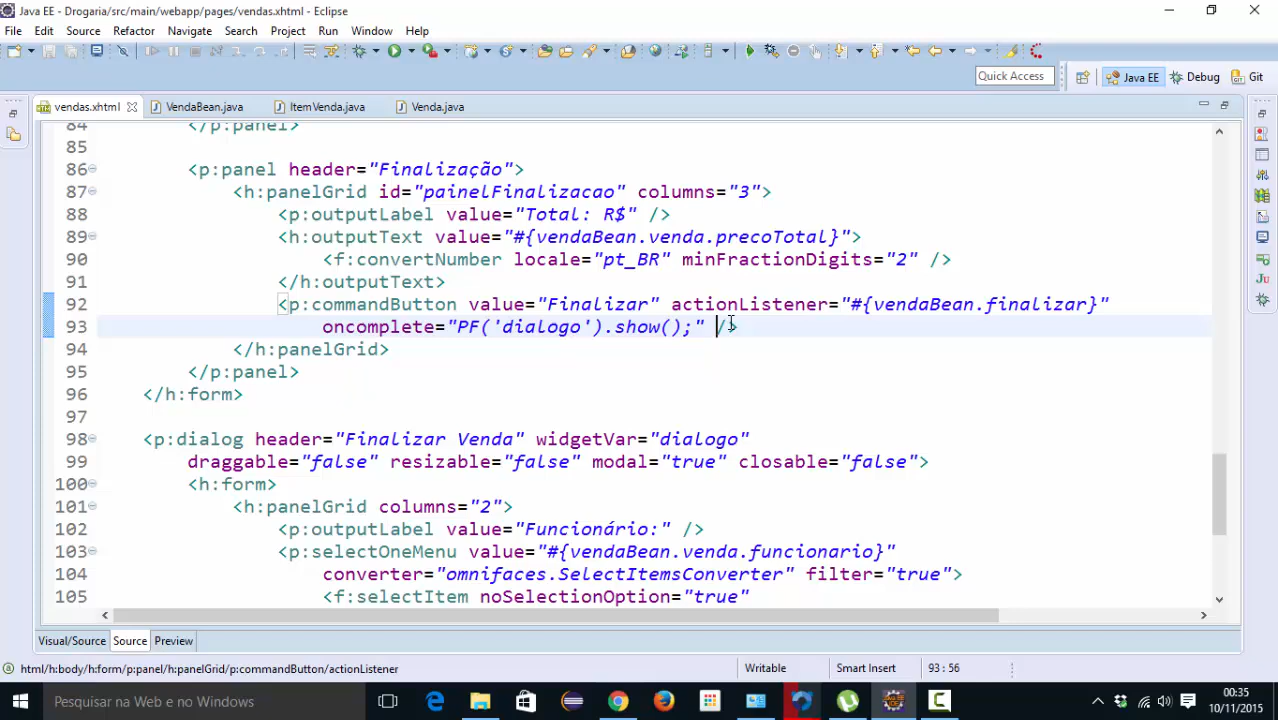 Java EE - Drogaria/src/main/webapp/pages/vendas.xhtml - Eclipse
File Edit Source Refactor Navigate Search Project Run Window Help
Quick Access Java EE Debug Git
vendas.xhtml VendaBean.java ItemVenda.java Venda.java
84 </p:panel>
85
86 <p:panel header="Finalização">
87 <h:panelGrid id="painelFinalizacao" columns="3">
88 <p:outputLabel value="Total: R$" />
89 <h:outputText value="#{vendaBean.venda.precoTotal}">
90 <f:convertNumber locale="pt_BR" minFractionDigits="2" />
91 </h:outputText>
92 <p:commandButton value="Finalizar" actionListener="#{vendaBean.finalizar}"
93 oncomplete="PF('dialogo').show();" />
94 </h:panelGrid>
95 </p:panel>
96 </h:form>
97
98 <p:dialog header="Finalizar Venda" widgetVar="dialogo"
99 draggable="false" resizable="false" modal="true" closable="false">
100 <h:form>
101 <h:panelGrid columns="2">
102 <p:outputLabel value="Funcionário:" />
103 <p:selectOneMenu value="#{vendaBean.venda.funcionario}"
104 converter="omnifaces.SelectItemsConverter" filter="true">
105 <f:selectItem noSelectionOption="true"
Visual/Source Source Preview
html/h:body/h:form/p:panel/h:panelGrid/p:commandButton/actionListener Writable Smart Insert 93 : 56
Pesquisar na Web e no Windows
00:35
10/11/2015